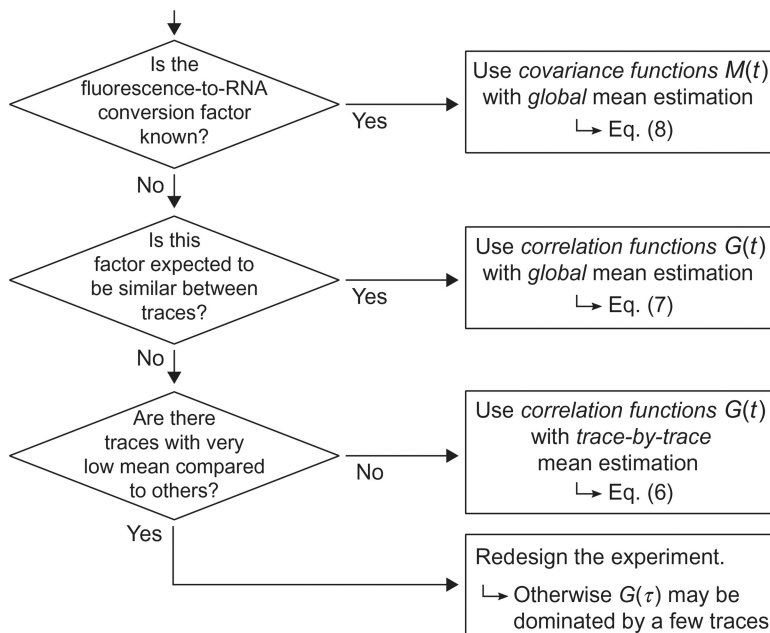 Is the
fluorescence-to-RNA
conversion factor
known?
Yes
Use covariance functions M(t)
with global mean estimation
Eq. (8)
No
Is this
factor expected to
be similar between
traces?
Yes
Use correlation functions G(t)
with global mean estimation
Eq. (7)
No
Are there
traces with very
low mean compared
to others?
No
Use correlation functions G(t)
with trace-by-trace
mean estimation
Eq. (6)
Yes
Redesign the experiment.
Otherwise G(τ) may be
dominated by a few traces